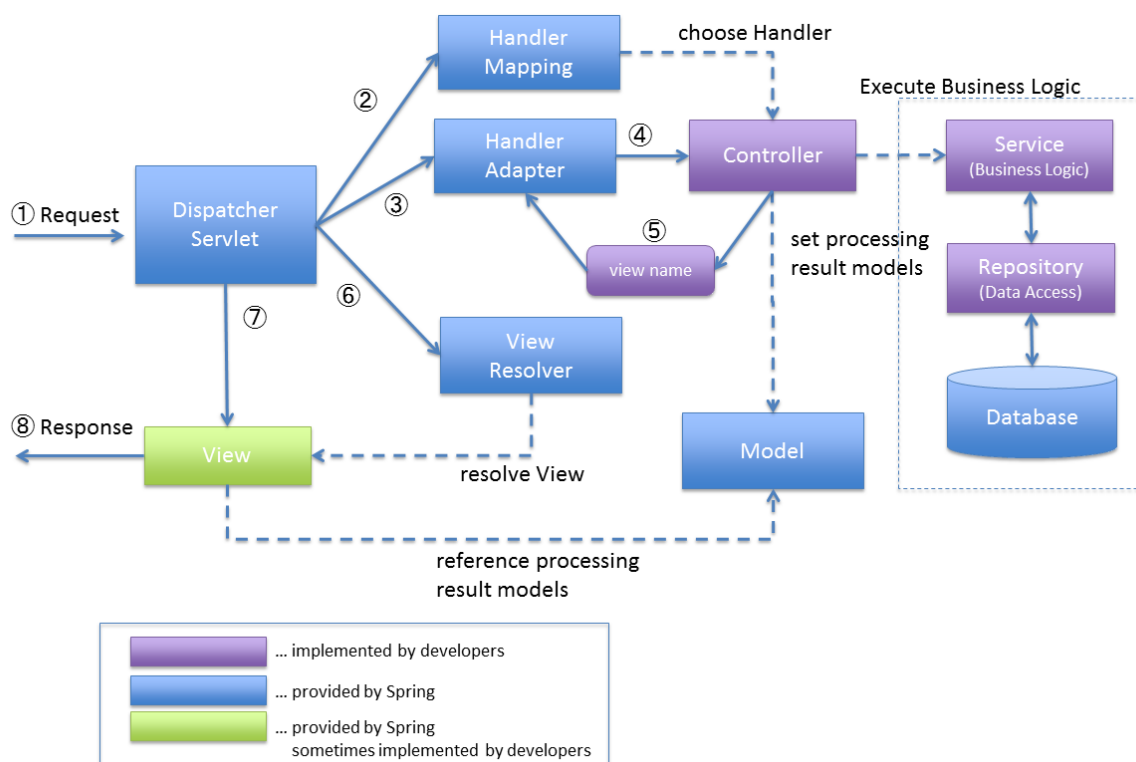 Handler
Mapping
choose Handler
Execute Business Logic
②
Handler
Adapter
④
Controller
Service
(Business Logic)
① Request
Dispatcher
Servlet
③
⑤
view name
set processing
result models
Repository
(Data Access)
⑥
⑦
View
Resolver
Database
⑧ Response
View
resolve View
Model
reference processing
result models
... implemented by developers
... provided by Spring
... provided by Spring
sometimes implemented by developers